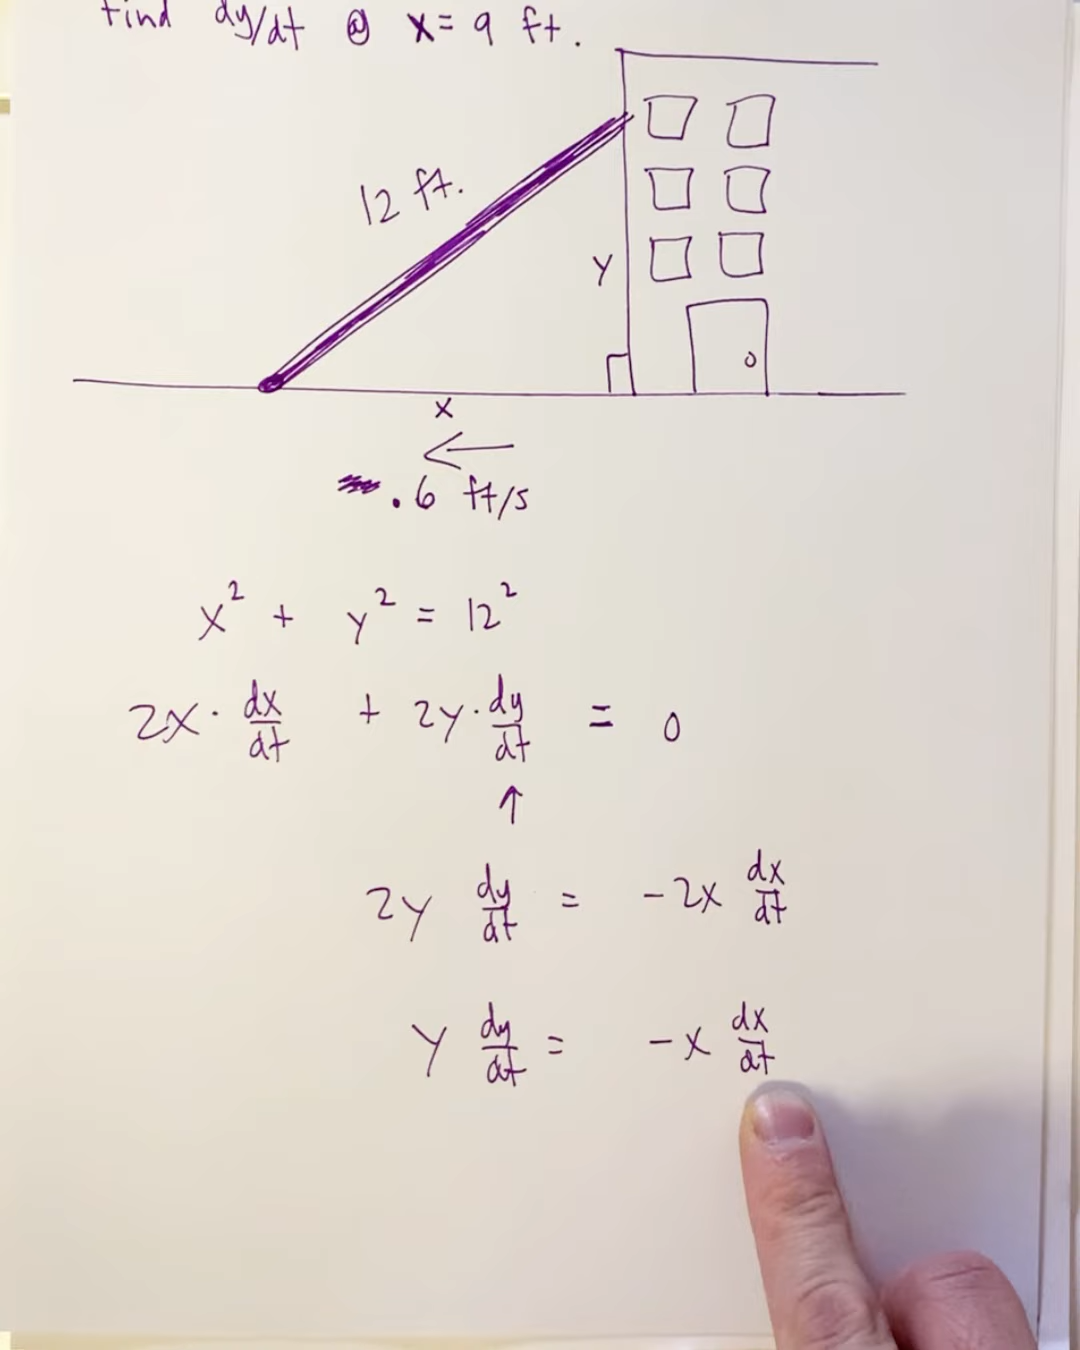 Find dy/dt @ x = 9 ft.
12 ft.
y
x
.6 ft/s
x² + y² = 12²
2x · dx/dt + 2y · dy/dt = 0
↑
2y dy/dt = -2x dx/dt
y dy/dt = -x dx/dt